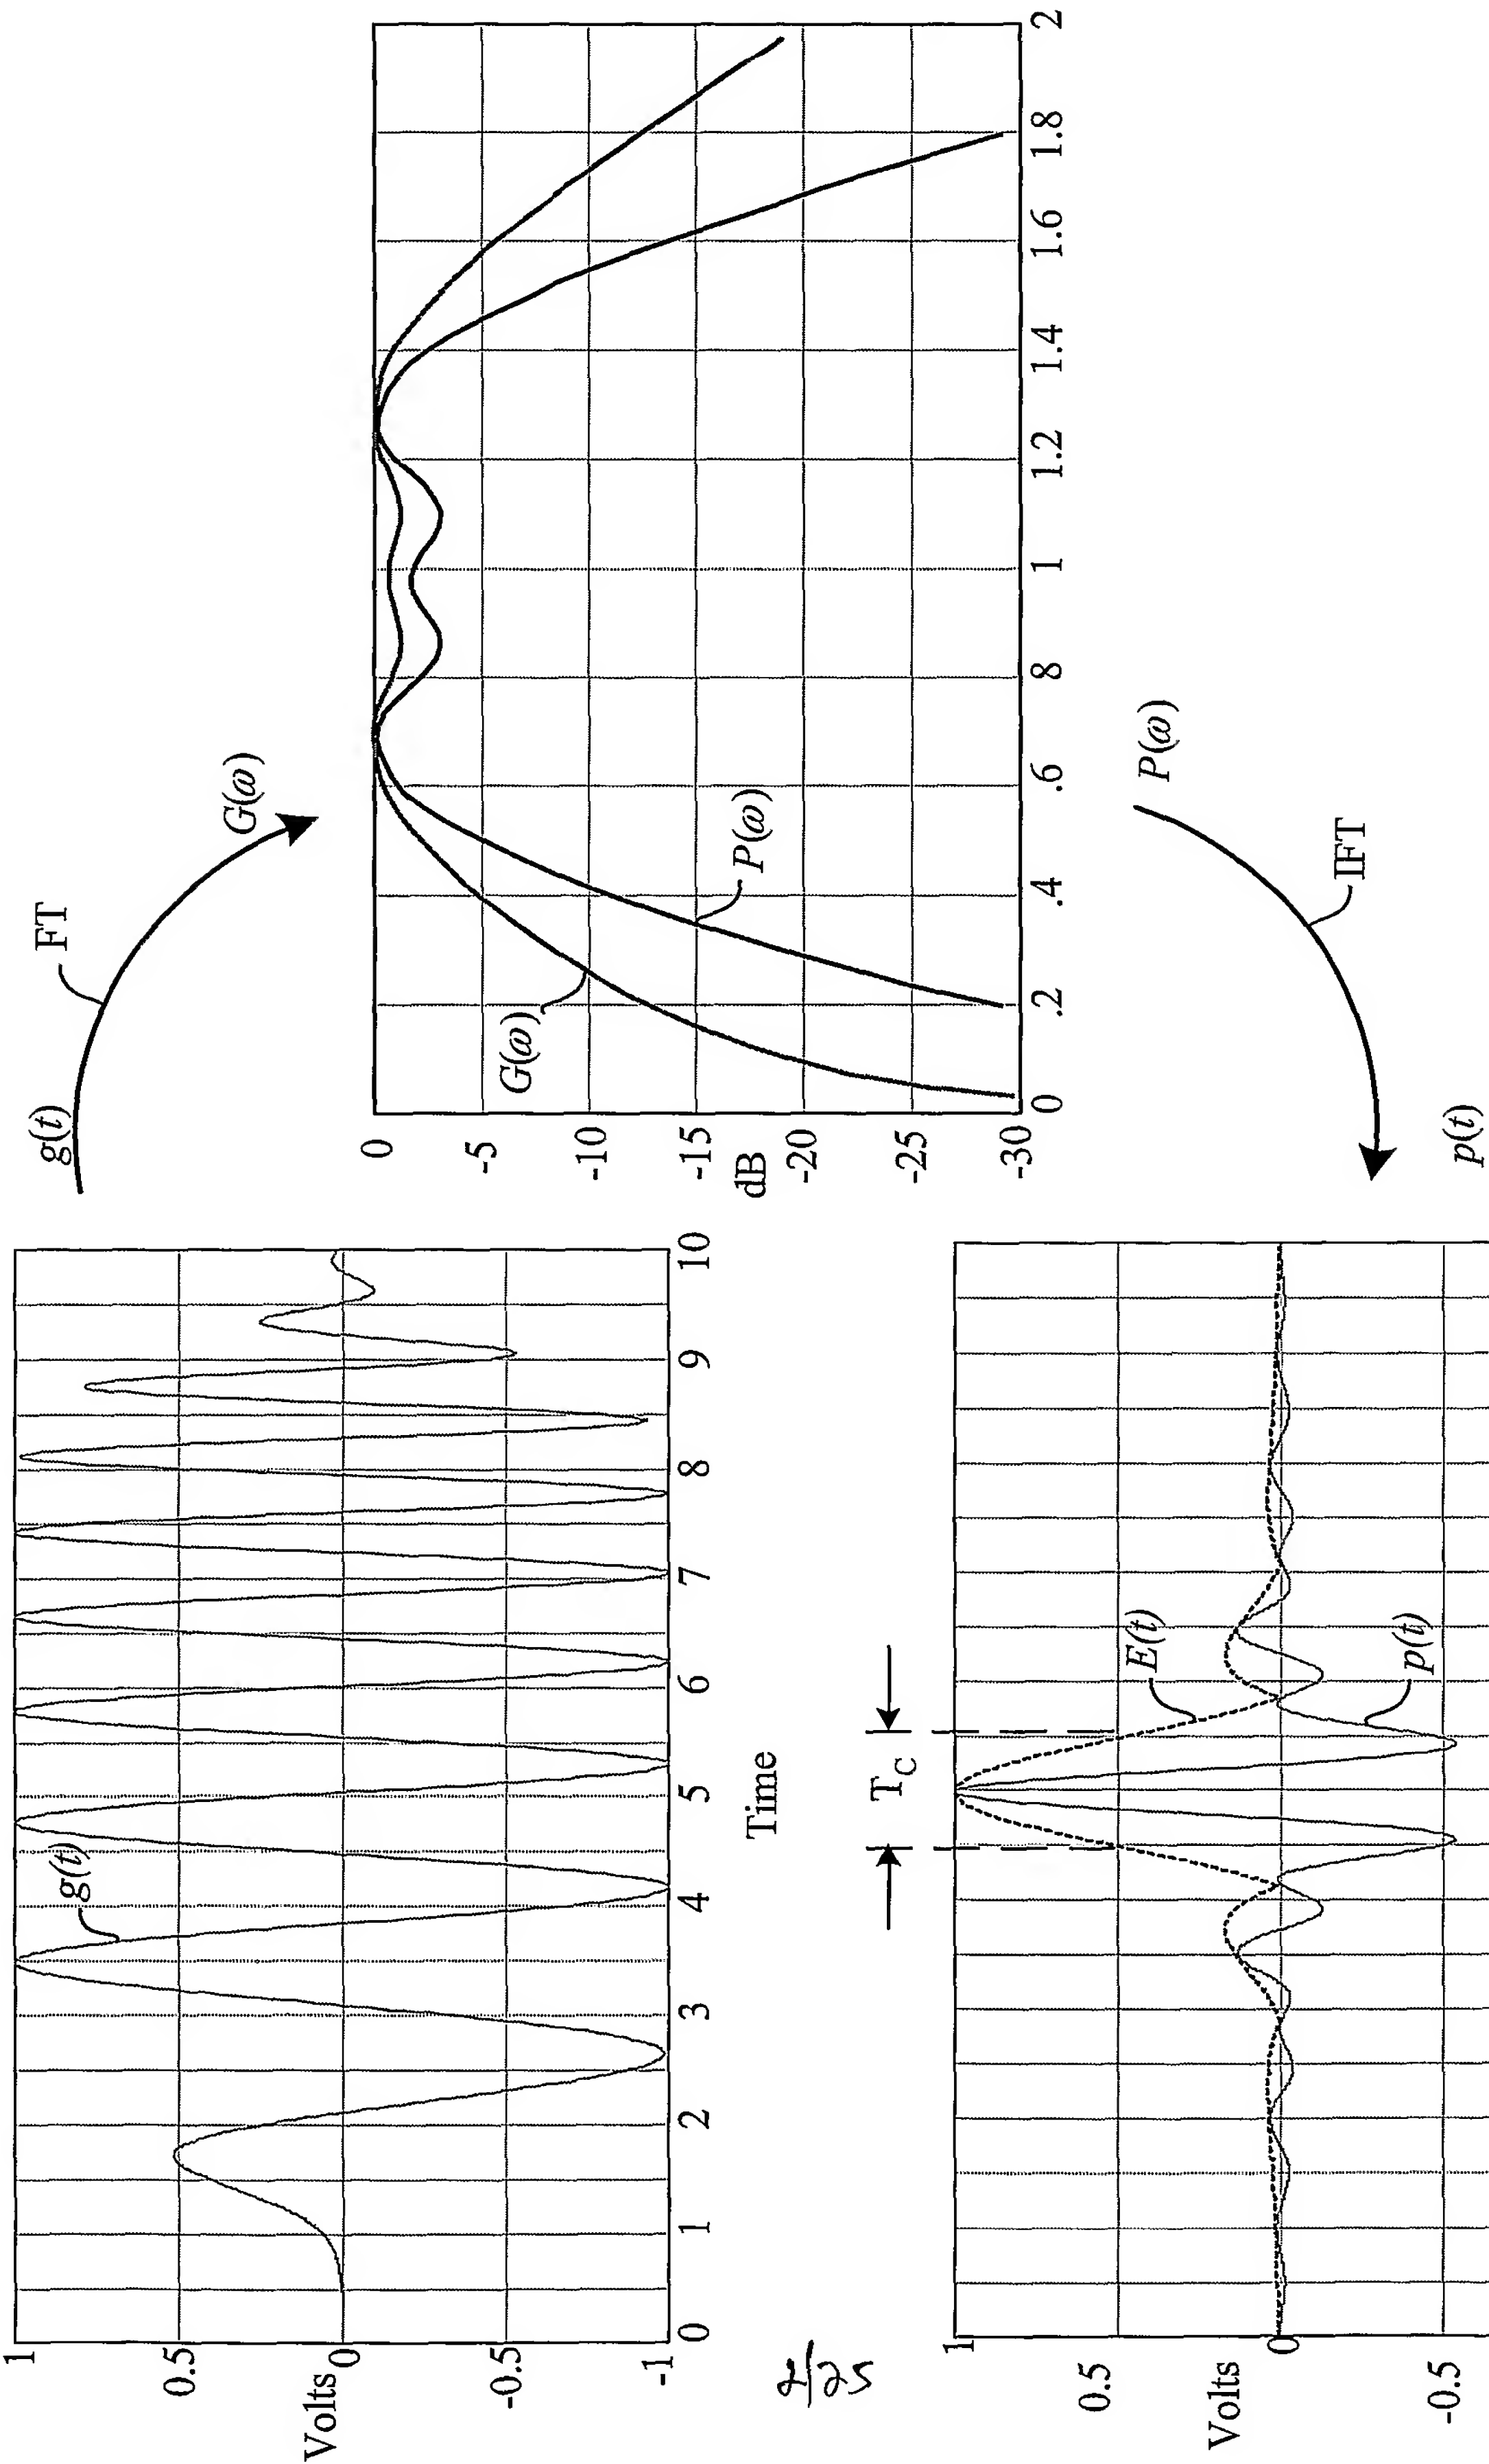 g(t)
FT
G(ω)
1
0.5
Volts 0
-0.5
-1
g(t)
0 1 2 3 4 5 6 7 8 9 10
Time
0
-5
-10
-15
dB
-20
-25
-30
G(ω)
P(ω)
0 .2 .4 .6 .8 1 1.2 1.4 1.6 1.8 2
P(ω)
IFT
p(t)
T_C
1
0.5
Volts 0
-0.5
E(t)
p(t)